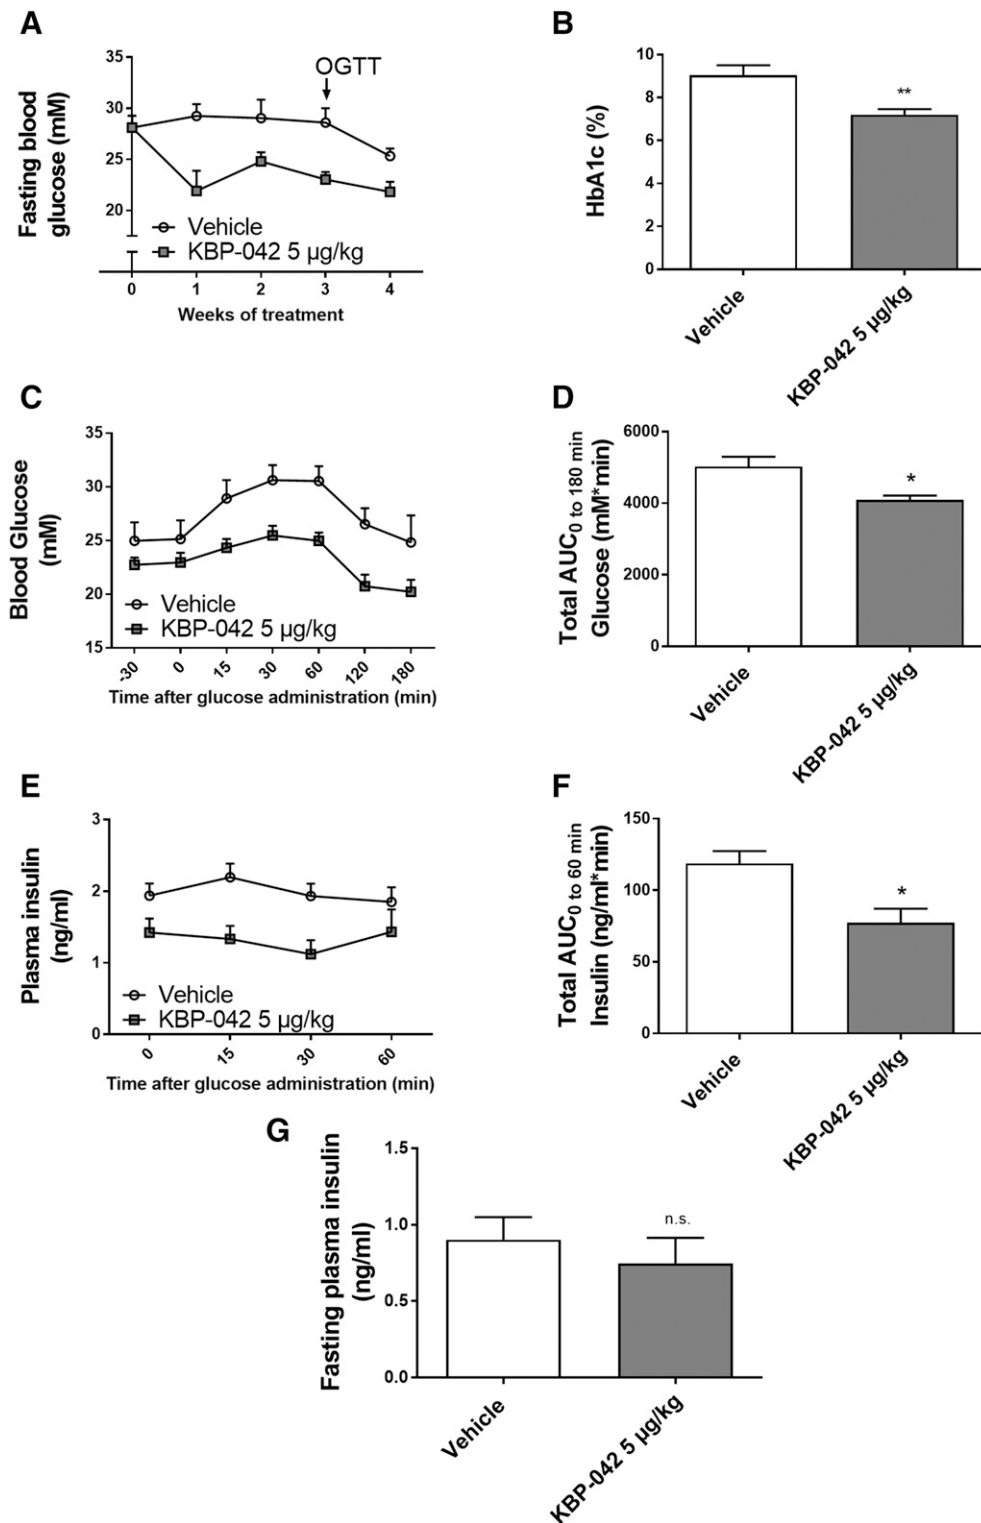 A
Fasting blood
glucose (mM)
35
30
25
20
OGTT
Vehicle
KBP-042 5 µg/kg
0 1 2 3 4
Weeks of treatment
B
HbA1c (%)
10
8
6
4
2
0
**
Vehicle
KBP-042 5 µg/kg
C
Blood Glucose
(mM)
35
30
25
20
15
Vehicle
KBP-042 5 µg/kg
-30 0 15 30 60 120 180
Time after glucose administration (min)
D
Total AUC0 to 180 min
Glucose (mM*min)
6000
4000
2000
0
*
Vehicle
KBP-042 5 µg/kg
E
Plasma insulin
(ng/ml)
3
2
1
0
Vehicle
KBP-042 5 µg/kg
0 15 30 60
Time after glucose administration (min)
F
Total AUC0 to 60 min
Insulin (ng/ml*min)
150
100
50
0
*
Vehicle
KBP-042 5 µg/kg
G
Fasting plasma insulin
(ng/ml)
1.5
1.0
0.5
0.0
n.s.
Vehicle
KBP-042 5 µg/kg